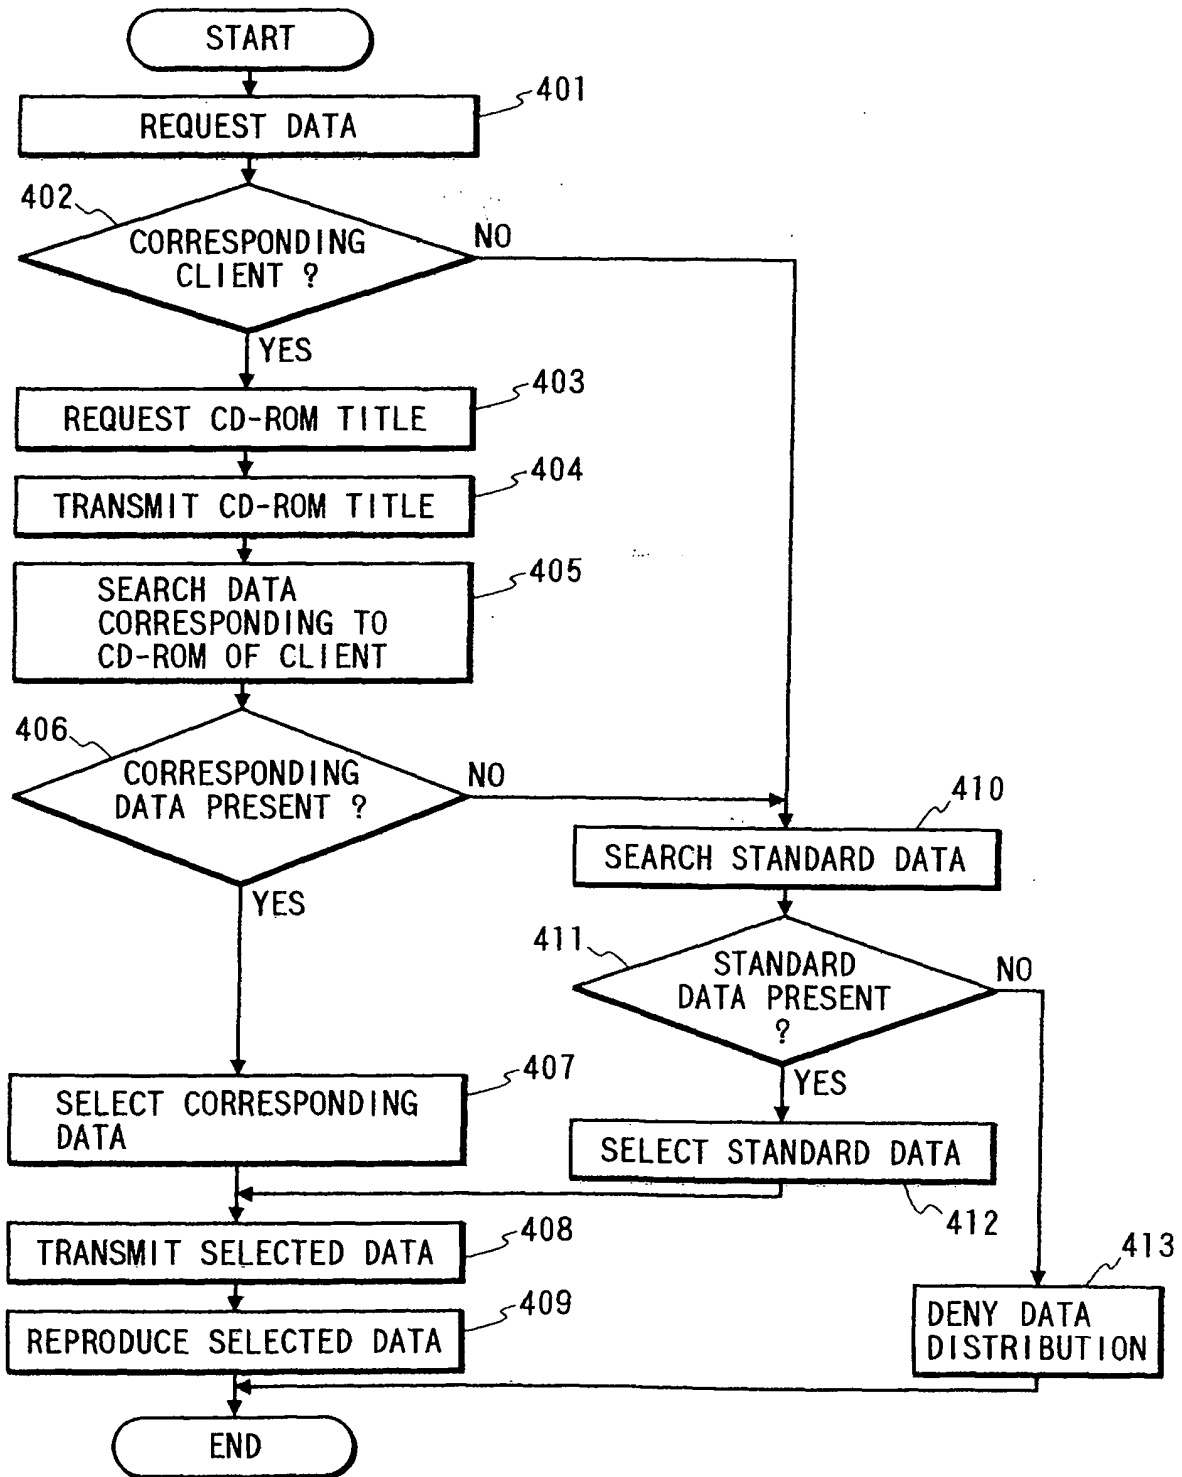 START
401
REQUEST DATA
402
CORRESPONDING
CLIENT ?
NO
YES
403
REQUEST CD-ROM TITLE
404
TRANSMIT CD-ROM TITLE
405
SEARCH DATA
CORRESPONDING TO
CD-ROM OF CLIENT
406
CORRESPONDING
DATA PRESENT ?
NO
YES
410
SEARCH STANDARD DATA
411
STANDARD
DATA PRESENT
?
NO
YES
407
SELECT CORRESPONDING
DATA
SELECT STANDARD DATA
412
408
TRANSMIT SELECTED DATA
413
DENY DATA
DISTRIBUTION
409
REPRODUCE SELECTED DATA
END